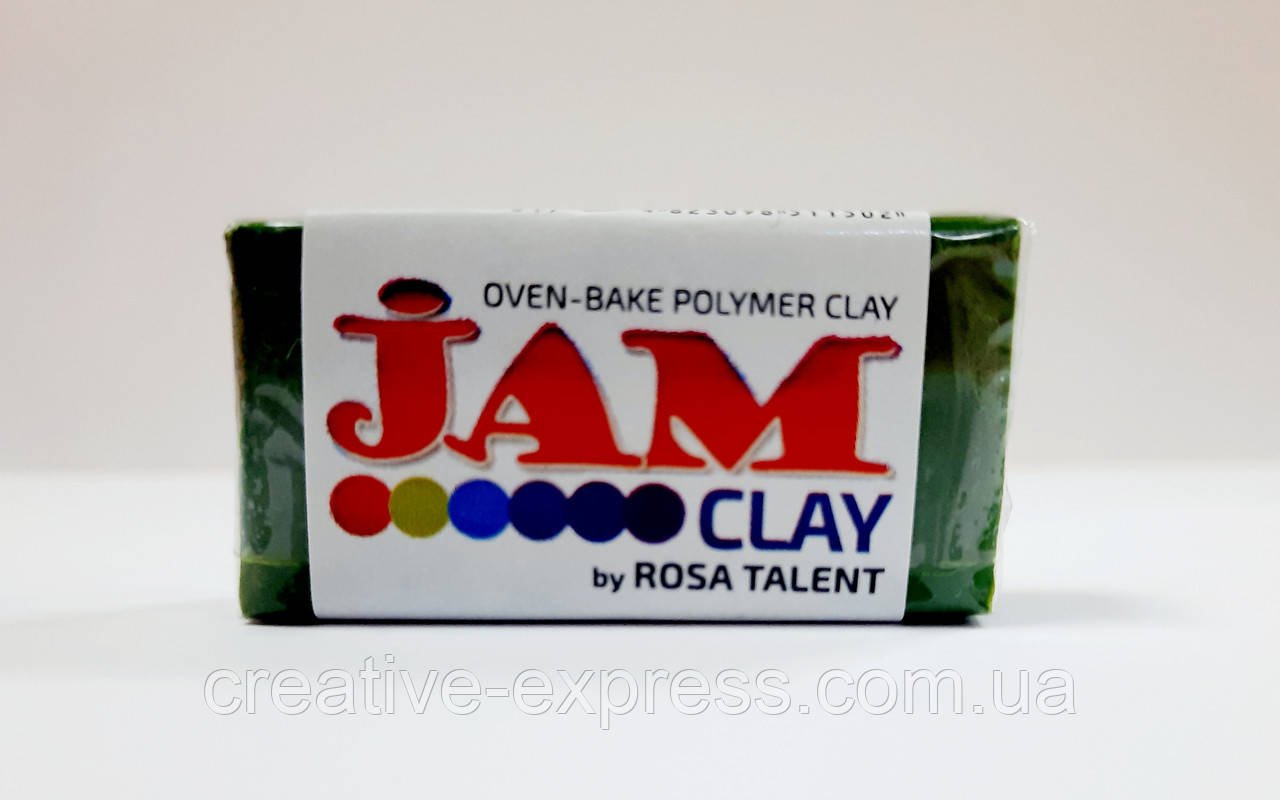 OVEN-BAKE POLYMER CLAY
JAM
CLAY
by ROSA TALENT
creative-express.com.ua